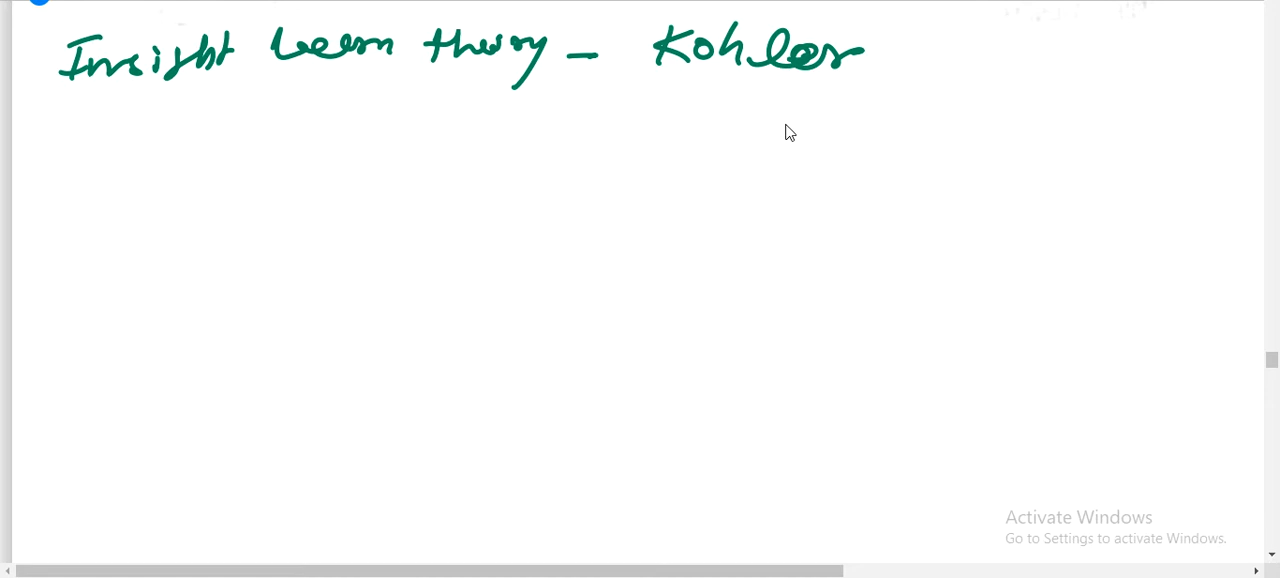 Insight learn theory - Kohler
Activate Windows
Go to Settings to activate Windows.